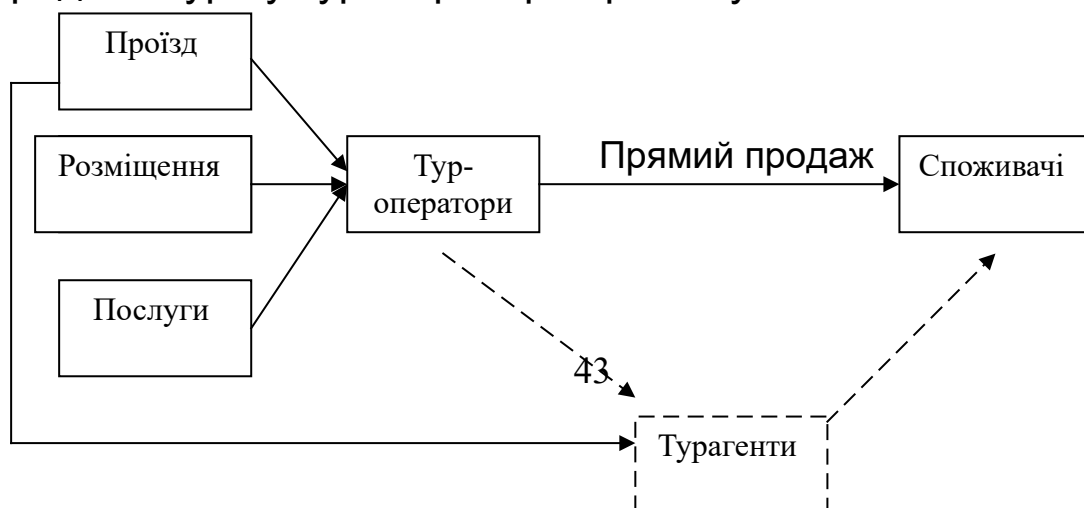 Проїзд
Розміщення
Тур-
оператори
Прямий продаж
Споживачі
Послуги
43
Турагенти